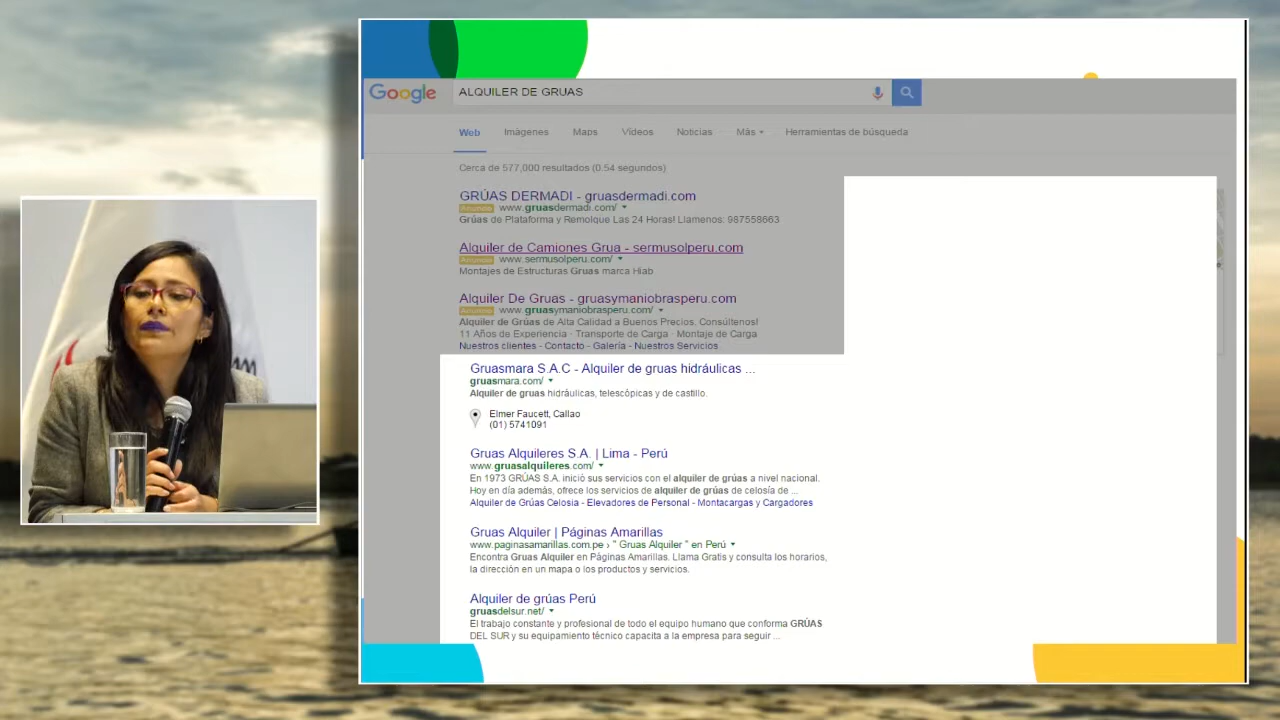 Google
ALQUILER DE GRUAS
Web Imágenes Maps Vídeos Noticias Más Herramientas de búsqueda
Cerca de 577,000 resultados (0.54 segundos)
GRÚAS DERMADI - gruasdermadi.com
Anuncio www.gruasdermadi.com/
Grúas de Plataforma y Remolque Las 24 Horas! Llamenos: 987558663
Alquiler de Camiones Grua - sermusolperu.com
Anuncio www.sermusolperu.com/
Montajes de Estructuras Gruas marca Hiab
Alquiler De Gruas - gruasymaniobrasperu.com
Anuncio www.gruasymaniobrasperu.com/
Alquiler de Grúas de Alta Calidad a Buenos Precios. Consúltenos!
11 Años de Experiencia · Transporte de Carga · Montaje de Carga
Nuestros clientes - Contacto - Galería - Nuestros Servicios
Gruasmara S.A.C - Alquiler de gruas hidráulicas ...
gruasmara.com/
Alquiler de gruas hidráulicas, telescópicas y de castillo.
Elmer Faucett, Callao
(01) 5741091
Gruas Alquileres S.A. | Lima - Perú
www.gruasalquileres.com/
En 1973 GRÚAS S.A. inició sus servicios con el alquiler de grúas a nivel nacional.
Hoy en día además, ofrece los servicios de alquiler de grúas de celosía de ...
Alquiler de Grúas Celosia - Elevadores de Personal - Montacargas y Cargadores
Gruas Alquiler | Páginas Amarillas
www.paginasamarillas.com.pe › " Gruas Alquiler " en Perú
Encontra Gruas Alquiler en Páginas Amarillas. Llama Gratis y consulta los horarios,
la dirección en un mapa o los productos y servicios.
Alquiler de grúas Perú
gruasdelsur.net/
El trabajo constante y profesional de todo el equipo humano que conforma GRÚAS
DEL SUR y su equipamiento técnico capacita a la empresa para seguir ...